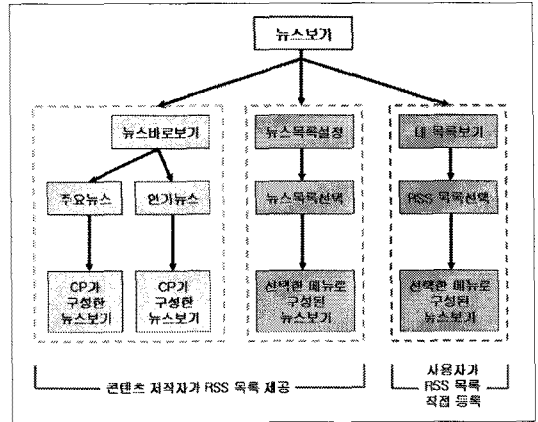 뉴스보기
뉴스바로보기
뉴스목록설정
내 목록보기
주요뉴스
인기뉴스
뉴스목록선택
RSS 목록선택
CP가
구성한
뉴스보기
CP가
구성한
뉴스보기
선택한 메뉴로
구성된
뉴스보기
선택한 메뉴로
구성된
뉴스보기
콘텐츠 저작자가 RSS 목록 제공
사용자가
RSS 목록
직접 등록